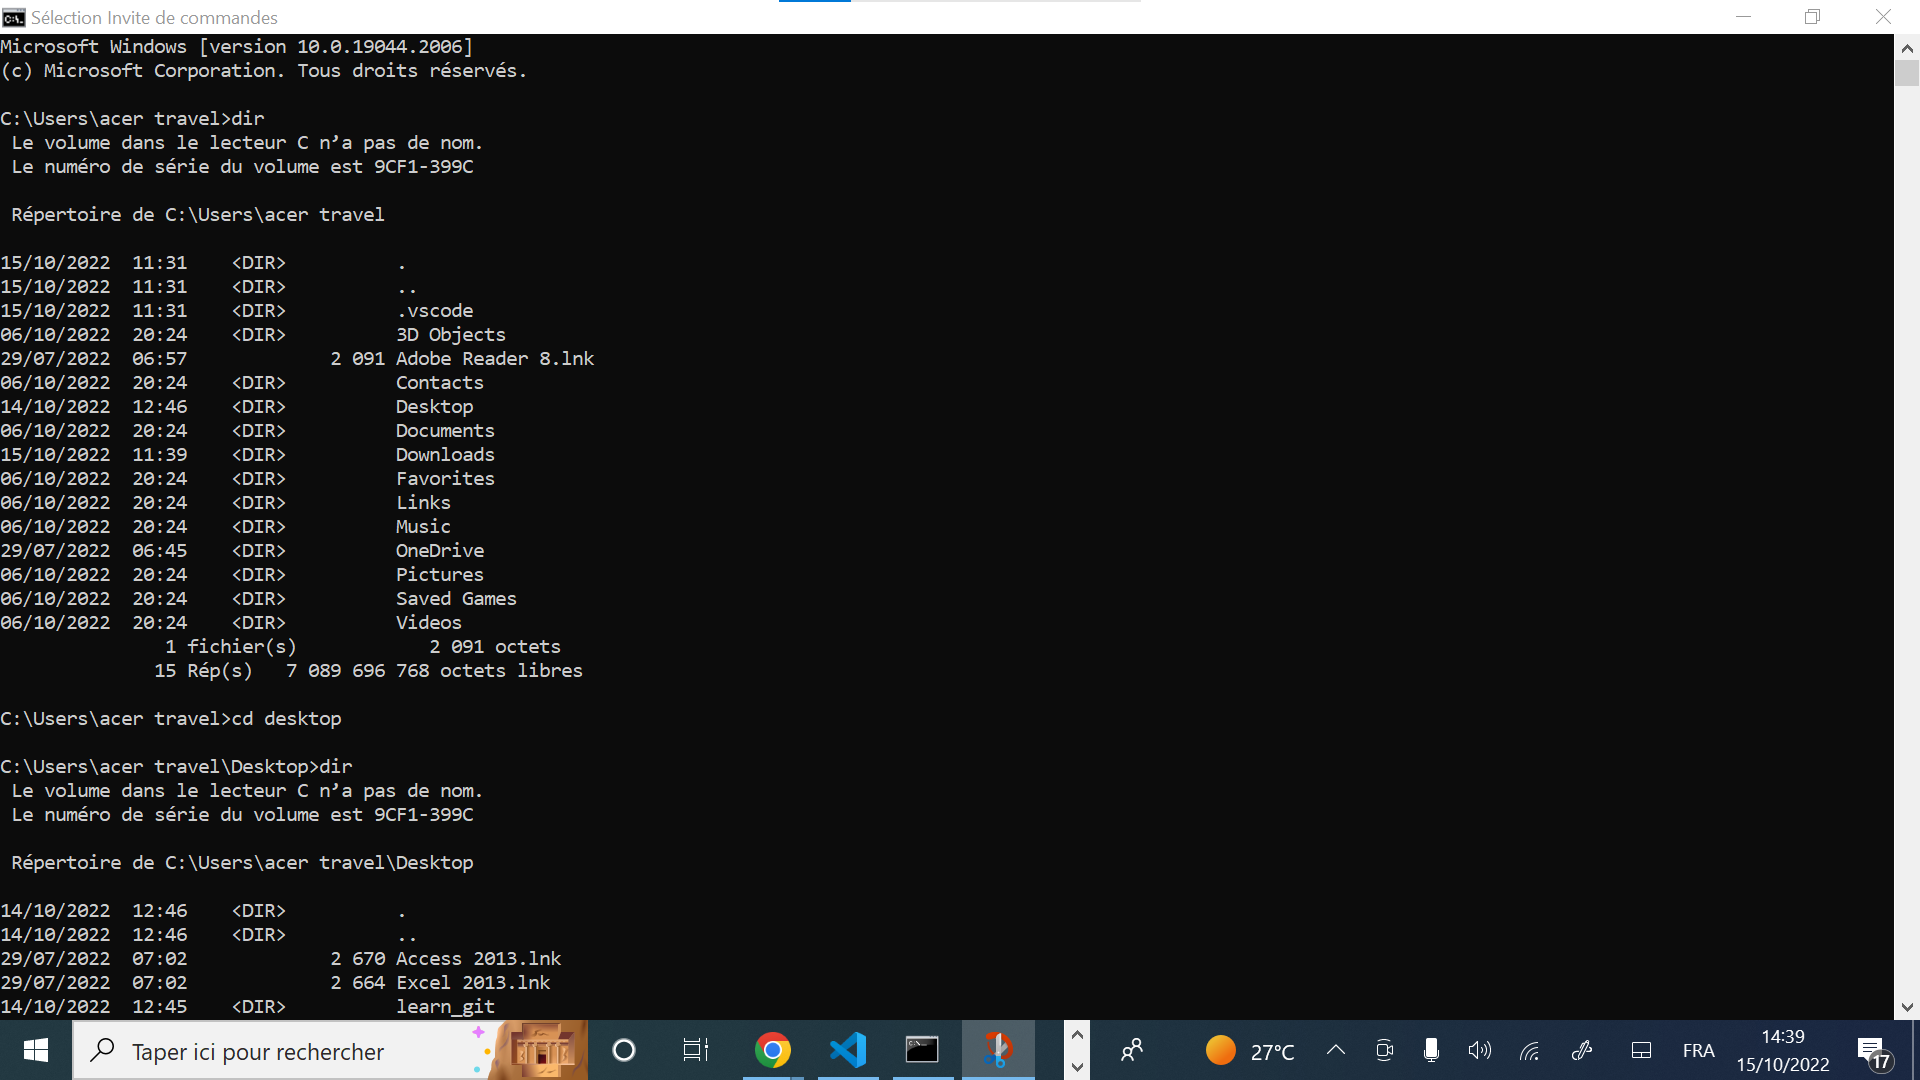 Sélection Invite de commandes
Microsoft Windows [version 10.0.19044.2006]
(c) Microsoft Corporation. Tous droits réservés.
C:\Users\acer travel>dir
Le volume dans le lecteur C n’a pas de nom.
Le numéro de série du volume est 9CF1-399C
Répertoire de C:\Users\acer travel
15/10/2022  11:31    <DIR>          .
15/10/2022  11:31    <DIR>          ..
15/10/2022  11:31    <DIR>          .vscode
06/10/2022  20:24    <DIR>          3D Objects
29/07/2022  06:57             2 091 Adobe Reader 8.lnk
06/10/2022  20:24    <DIR>          Contacts
14/10/2022  12:46    <DIR>          Desktop
06/10/2022  20:24    <DIR>          Documents
15/10/2022  11:39    <DIR>          Downloads
06/10/2022  20:24    <DIR>          Favorites
06/10/2022  20:24    <DIR>          Links
06/10/2022  20:24    <DIR>          Music
29/07/2022  06:45    <DIR>          OneDrive
06/10/2022  20:24    <DIR>          Pictures
06/10/2022  20:24    <DIR>          Saved Games
06/10/2022  20:24    <DIR>          Videos
1 fichier(s)            2 091 octets
15 Rép(s)   7 089 696 768 octets libres
C:\Users\acer travel>cd desktop
C:\Users\acer travel\Desktop>dir
Le volume dans le lecteur C n’a pas de nom.
Le numéro de série du volume est 9CF1-399C
Répertoire de C:\Users\acer travel\Desktop
14/10/2022  12:46    <DIR>          .
14/10/2022  12:46    <DIR>          ..
29/07/2022  07:02             2 670 Access 2013.lnk
29/07/2022  07:02             2 664 Excel 2013.lnk
14/10/2022  12:45    <DIR>          learn_git
Taper ici pour rechercher
27°C
FRA
14:39
15/10/2022
17